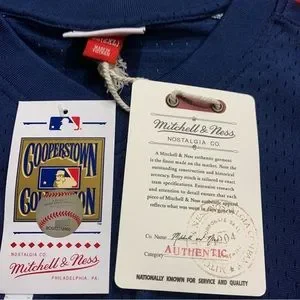 COOPERSTOWN
COLLECTION
NOSTALGIA CO.
Mitchell & Ness
PHILADELPHIA, PA.
Mitchell & Ness
NOSTALGIA CO.
A Mitchell & Ness authentic garment
is the finest made on the market. Note the
outstanding construction and historical
accuracy. Every stitch is tailored to exact
team specifications. Extensive research
and attention to detail ensure that each
piece of Mitchell & Ness authentic apparel
reflects what was worn in days gone by.
Co. Name
Category
AUTHENTIC
NATIONALLY KNOWN FOR SERVICE AND QUALITY